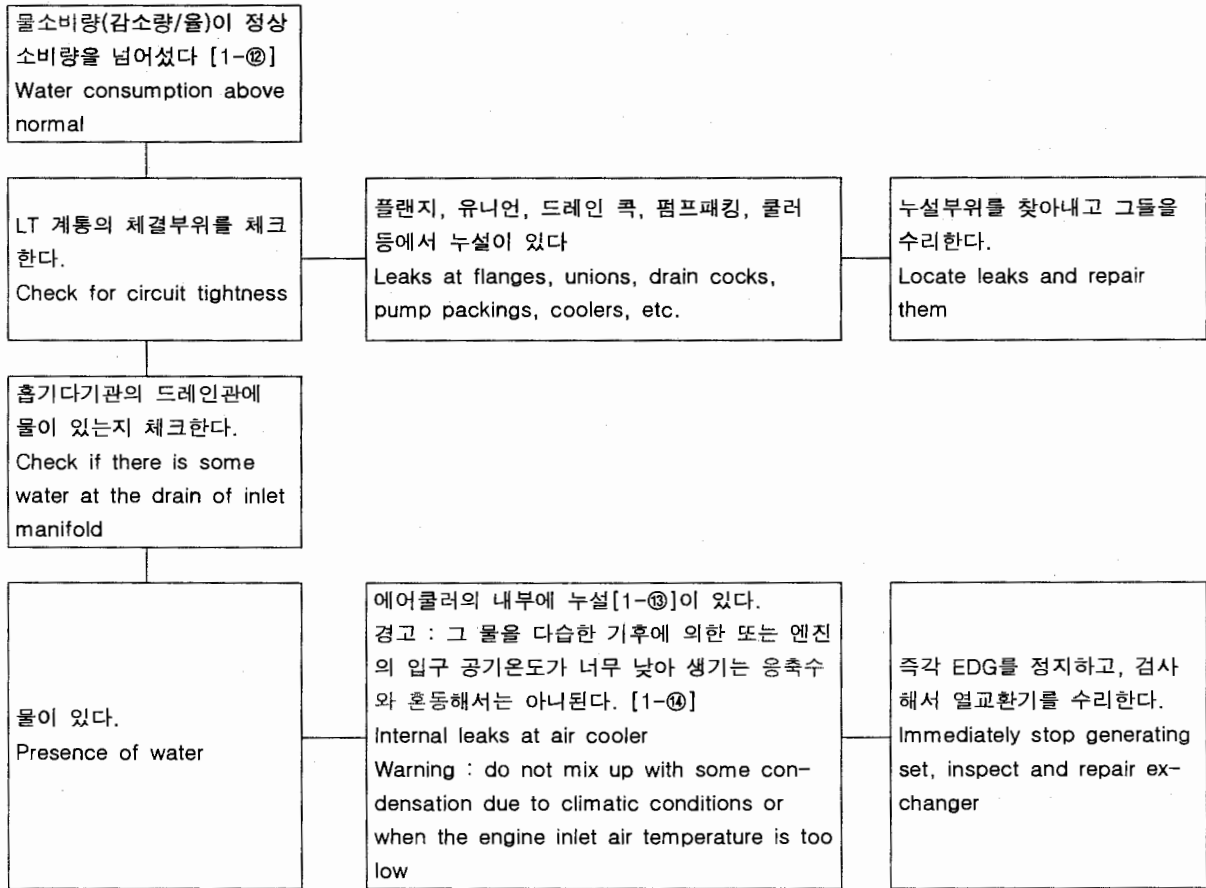 물소비량(감소량/율)이 정상
소비량을 넘어섰다 [1-⑫]
Water consumption above
normal
LT 계통의 체결부위를 체크
한다.
Check for circuit tightness
플랜지, 유니언, 드레인 콕, 펌프패킹, 쿨러
등에서 누설이 있다
Leaks at flanges, unions, drain cocks,
pump packings, coolers, etc.
누설부위를 찾아내고 그들을
수리한다.
Locate leaks and repair
them
흡기다기관의 드레인관에
물이 있는지 체크한다.
Check if there is some
water at the drain of inlet
manifold
물이 있다.
Presence of water
에어쿨러의 내부에 누설[1-⑬]이 있다.
경고 : 그 물을 다습한 기후에 의한 또는 엔진
의 입구 공기온도가 너무 낮아 생기는 응축수
와 혼동해서는 아니된다. [1-⑭]
Internal leaks at air cooler
Warning : do not mix up with some con-
densation due to climatic conditions or
when the engine inlet air temperature is too
low
즉각 EDG를 정지하고, 검사
해서 열교환기를 수리한다.
Immediately stop generating
set, inspect and repair ex-
changer